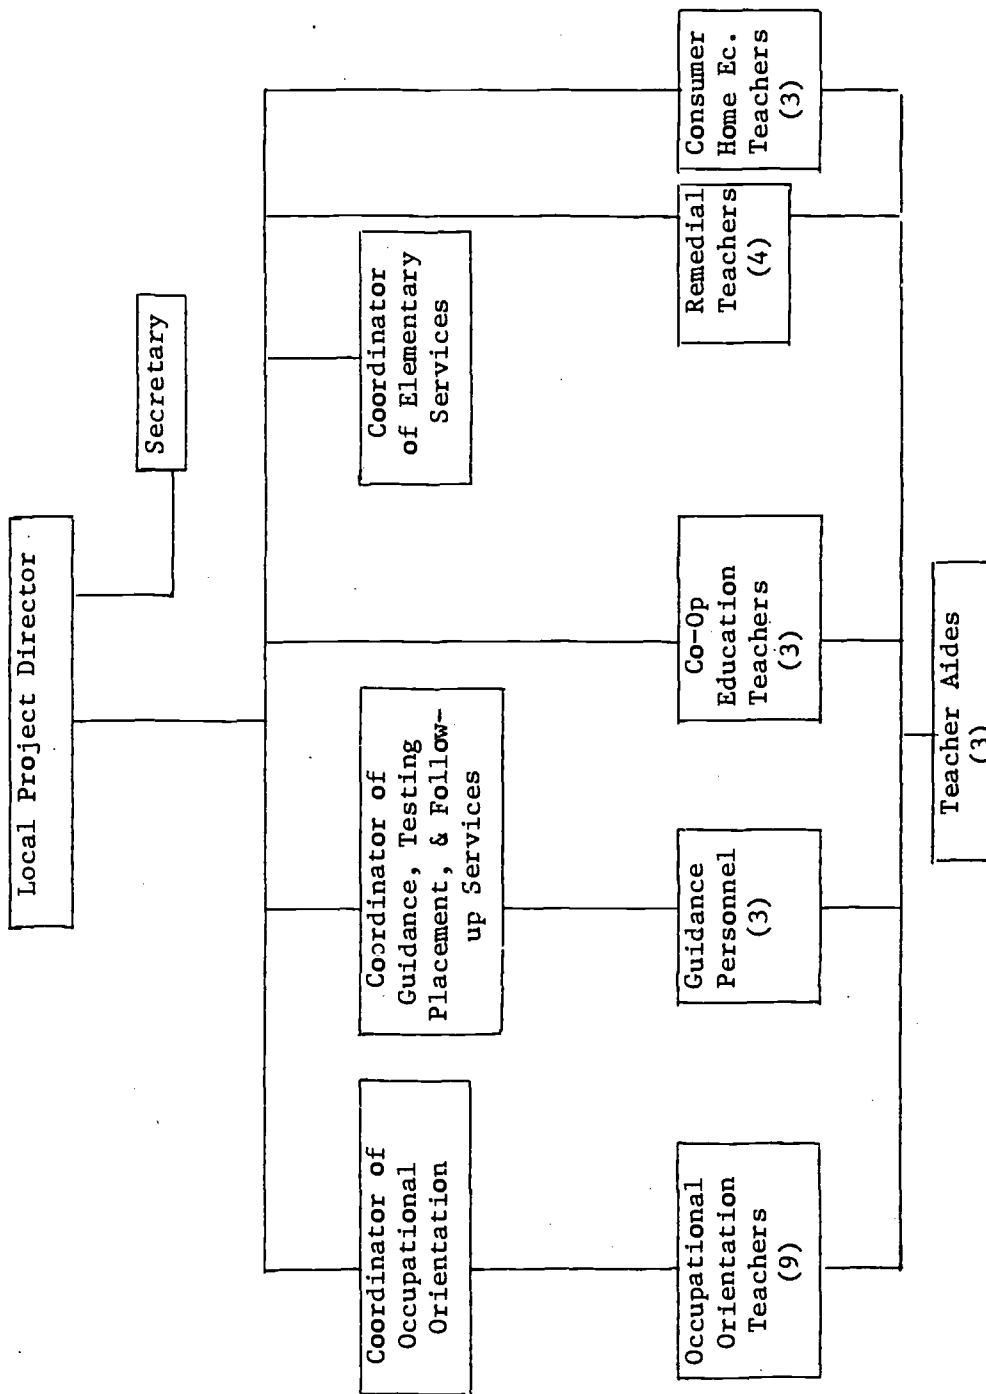 Local Project Director
Secretary
Coordinator of
Occupational
Orientation
Coordinator of
Guidance, Testing
Placement, & Follow-
up Services
Coordinator
of Elementary
Services
Occupational
Orientation
Teachers
(9)
Guidance
Personnel
(3)
Co-Op
Education
Teachers
(3)
Remedial
Teachers
(4)
Consumer
Home Ec.
Teachers
(3)
Teacher Aides
(3)